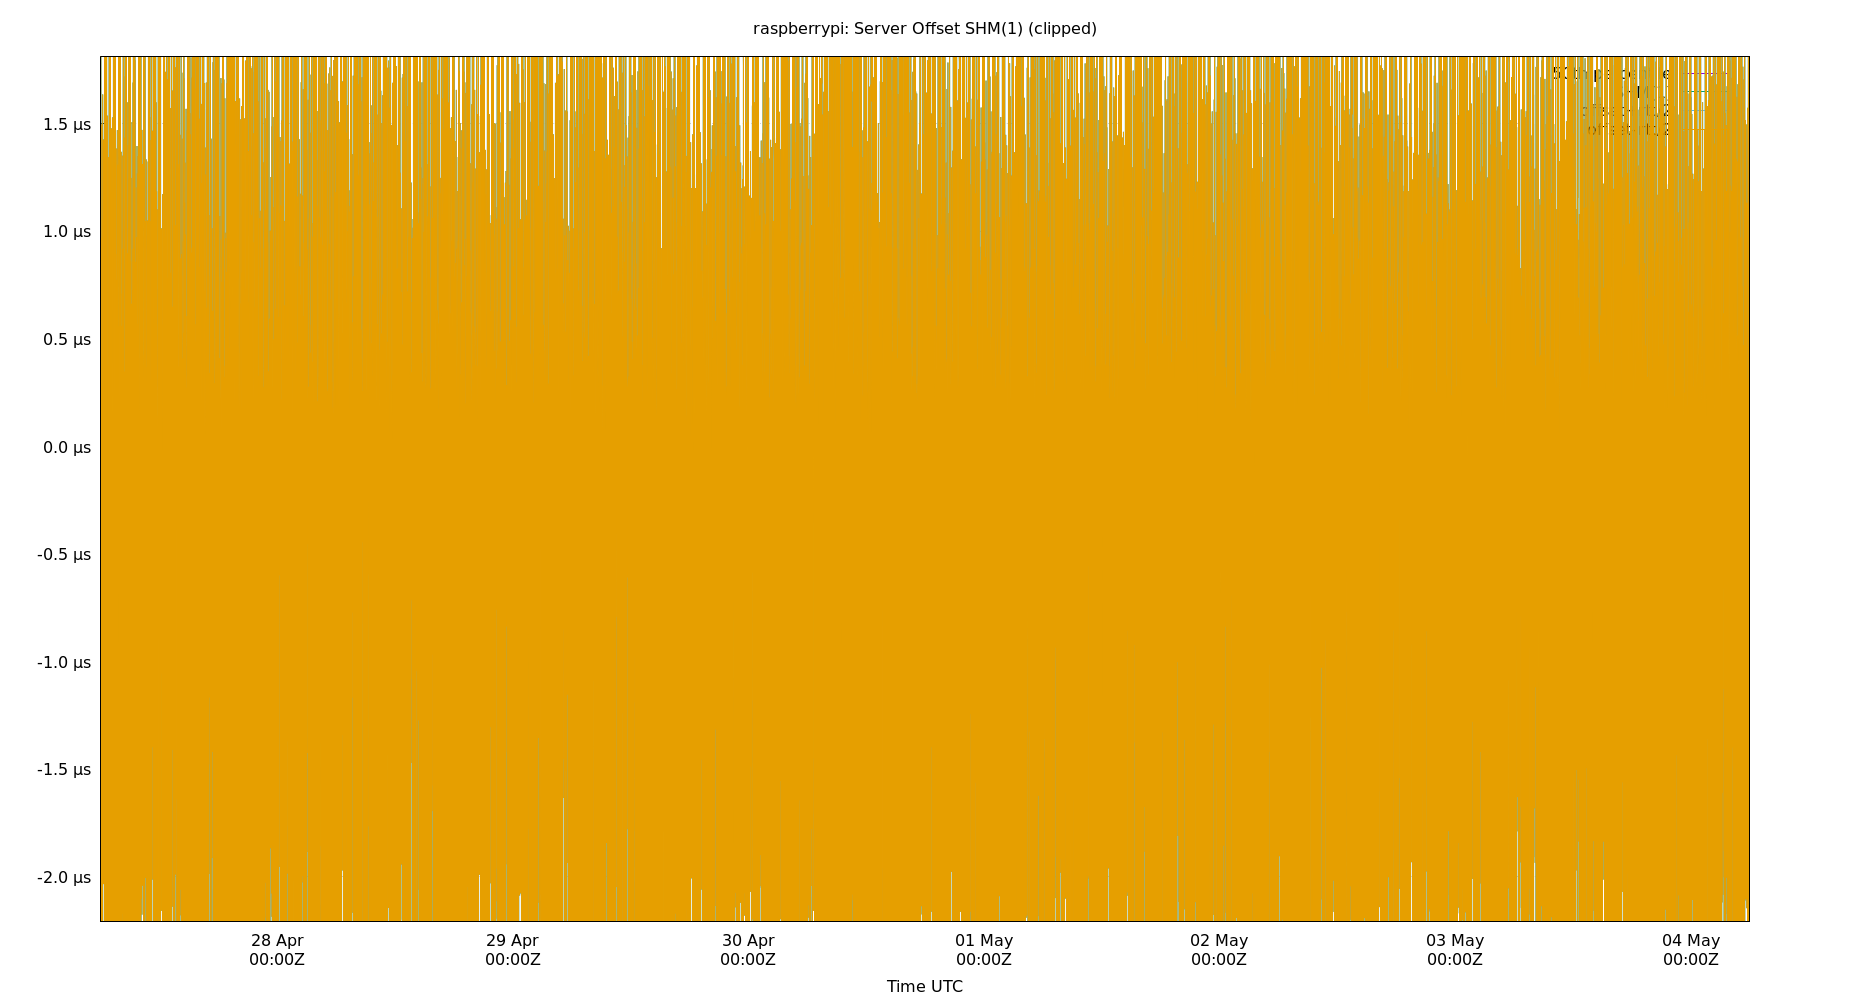 raspberrypi: Server Offset SHM(1) (clipped)
1.5 µs
1.0 µs
0.5 µs
0.0 µs
-0.5 µs
-1.0 µs
-1.5 µs
-2.0 µs
28 Apr
00:00Z
29 Apr
00:00Z
30 Apr
00:00Z
01 May
00:00Z
02 May
00:00Z
03 May
00:00Z
04 May
00:00Z
Time UTC